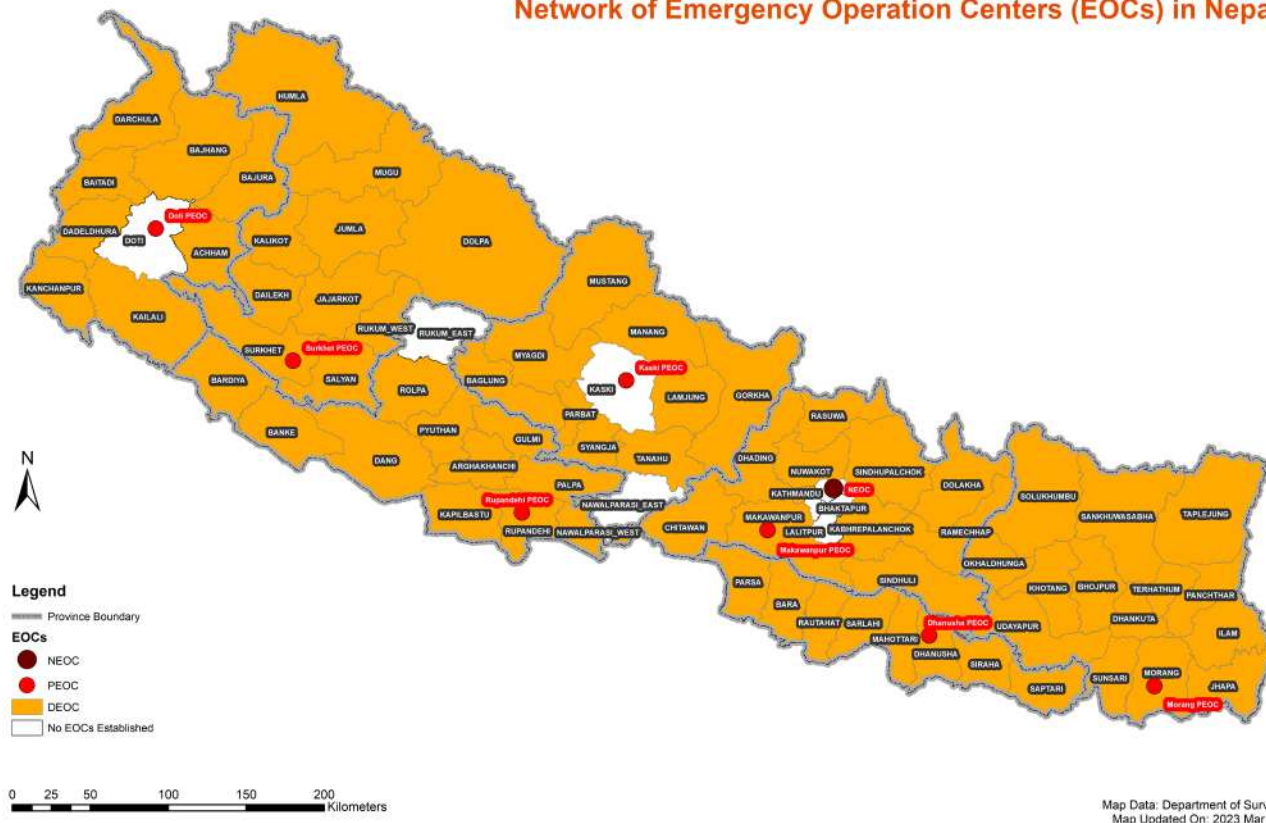 Network of Emergency Operation Centers (EOCs) in Nepa
HUMLA
DARCHULA
BAJHANG
MUGU
BAJURA
BAITADI
Doti PEOC
JUMLA
DADELDHURA
DOTI
KALIKOT
DOLPA
ACHHAM
MUSTANG
KANCHANPUR
DAILEKH
JAJARKOT
KAILALI
RUKUM_WEST
RUKUM_EAST
MANANG
SURKHET
Surkhet PEOC
MYAGDI
Kaski PEOC
BARDIYA
SALYAN
BAGLUNG
ROLPA
KASKI
LAMJUNG
GORKHA
PARBAT
RASUWA
BANKE
PYUTHAN
GULMI
SYANGJA
TANAHU
DHADING
DANG
ARGHAKHANCHI
NUWAKOT
SINDHUPALCHOK
N
PALPA
KATHMANDU
NEOC
DOLAKHA
SOLUKHUMBU
Rupandehi PEOC
NAWALPARASI_EAST
BHAKTAPUR
KAPILBASTU
MAKAWANPUR
SANKHUWASABHA
TAPLEJUNG
RUPANDEHI
NAWALPARASI_WEST
CHITAWAN
LALITPUR
KABHREPALANCHOK
RAMECHHAP
Makawanpur PEOC
OKHALDHUNGA
PARSA
SINDHULI
KHOTANG
BHOJPUR
TERHATHUM
PANCHTHAR
BARA
RAUTAHAT
SARLAHI
Dhanusha PEOC
UDAYAPUR
DHANKUTA
ILAM
MAHOTTARI
DHANUSHA
SIRAHA
SAPTARI
SUNSARI
MORANG
JHAPA
Morang PEOC
Legend
Province Boundary
EOCs
NEOC
PEOC
DEOC
No EOCs Established
0 25 50 100 150 200
Kilometers
Map Data: Department of Surv
Map Updated On: 2023 Mar